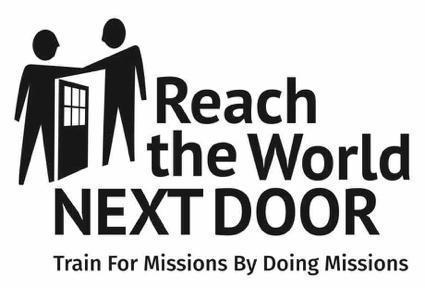 Reach
the World
NEXT DOOR
Train For Missions By Doing Missions